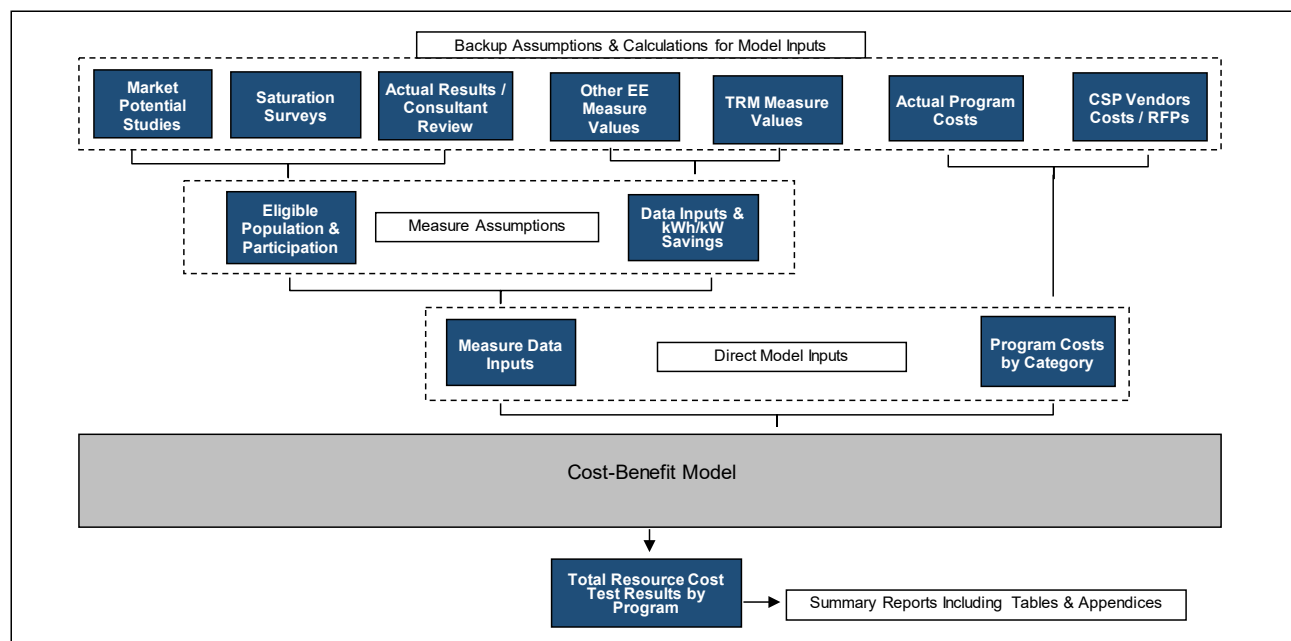 Backup Assumptions & Calculations for Model Inputs
Market
Potential
Studies
Saturation
Surveys
Actual Results /
Consultant
Review
Other EE
Measure
Values
TRM Measure
Values
Actual Program
Costs
CSP Vendors
Costs / RFPs
Eligible
Population &
Participation
Measure Assumptions
Data Inputs &
kWh/kW
Savings
Measure Data
Inputs
Direct Model Inputs
Program Costs
by Category
Cost-Benefit Model
Total Resource Cost
Test Results by
Program
Summary Reports Including Tables & Appendices